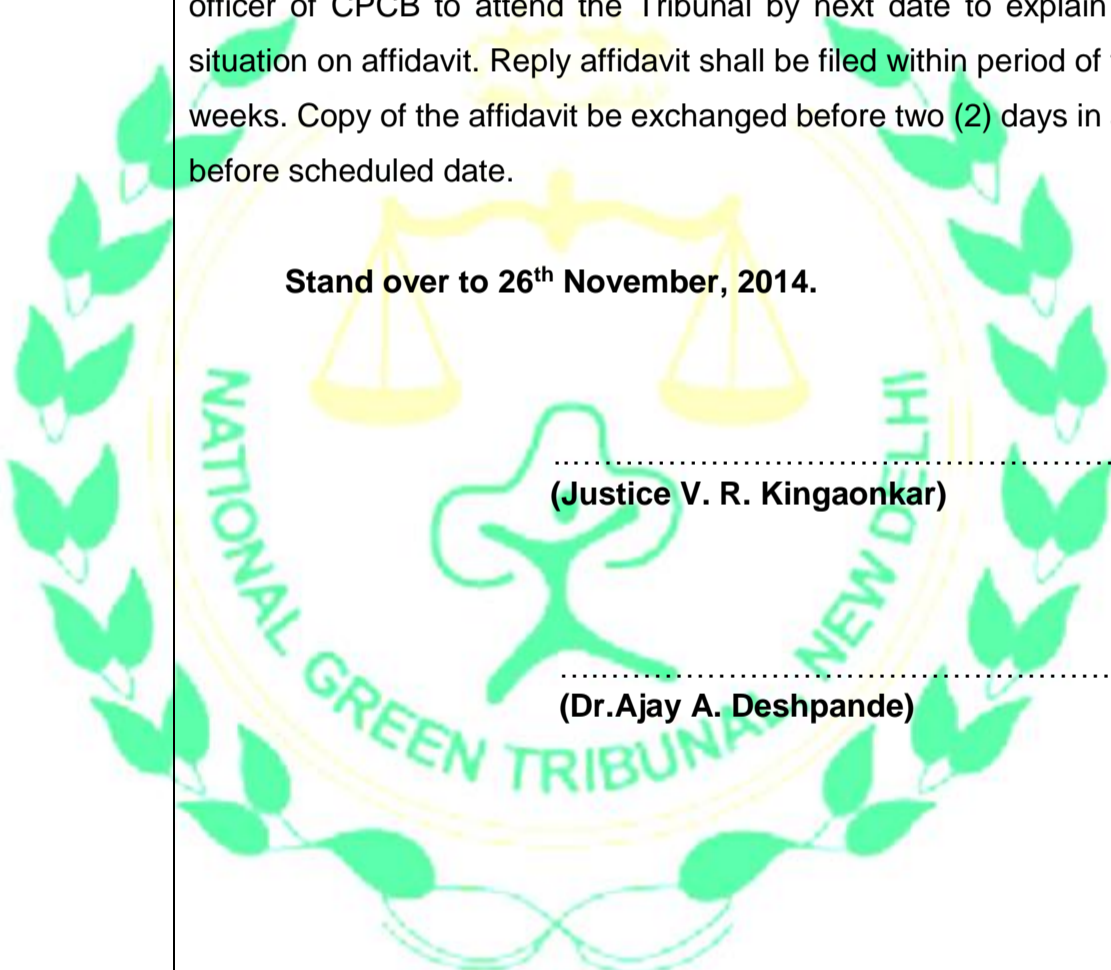 officer of CPCB to attend the Tribunal by next date to explain
situation on affidavit. Reply affidavit shall be filed within period of
weeks. Copy of the affidavit be exchanged before two (2) days in
before scheduled date.
Stand over to 26th November, 2014.
(Justice V. R. Kingaonkar)
(Dr.Ajay A. Deshpande)
NATIONAL GREEN TRIBUNAL, NEW DELHI